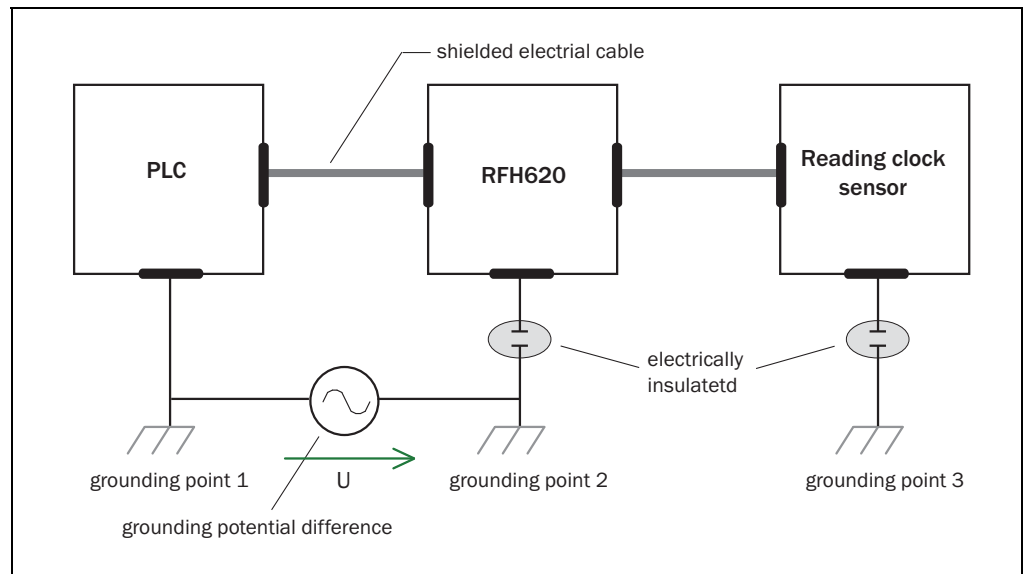 shielded electrial cable
PLC
RFH620
Reading clock
sensor
electrically
insulatetd
grounding point 1
U
grounding point 2
grounding point 3
grounding potential difference